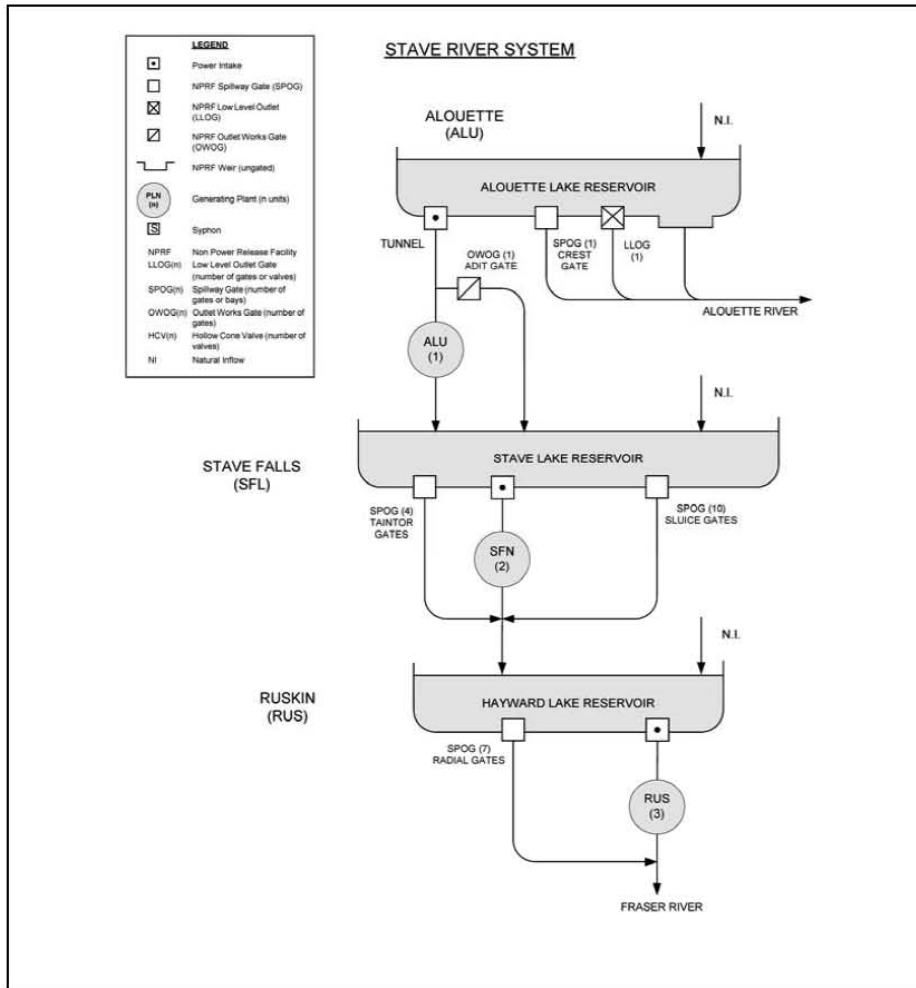 STAVE RIVER SYSTEM
LEGEND
Power Intake
NPRF Spillway Gate (SPOG)
NPRF Low Level Outlet
(LLOG)
NPRF Outlet Works Gate
(OWOG)
NPRF Weir (ungated)
PLN
(n)
Generating Plant (n units)
S
Syphon
NPRF Non Power Release Facility
LLOG(n) Low Level Outlet Gate
(number of gates or valves)
SPOG(n) Spillway Gate (number of
gates or bays)
OWOG(n) Outlet Works Gate (number of
gates)
HCV(n) Hollow Cone Valve (number of
valves)
NI Natural Inflow
ALOUETTE
(ALU)
N.I.
ALOUETTE LAKE RESERVOIR
TUNNEL
OWOG (1)
ADIT GATE
SPOG (1)
CREST
GATE
LLOG
(1)
ALOUETTE RIVER
ALU
(1)
N.I.
STAVE FALLS
(SFL)
STAVE LAKE RESERVOIR
SPOG (4)
TAINTOR
GATES
SFN
(2)
SPOG (10)
SLUICE GATES
N.I.
RUSKIN
(RUS)
HAYWARD LAKE RESERVOIR
SPOG (7)
RADIAL GATES
RUS
(3)
FRASER RIVER